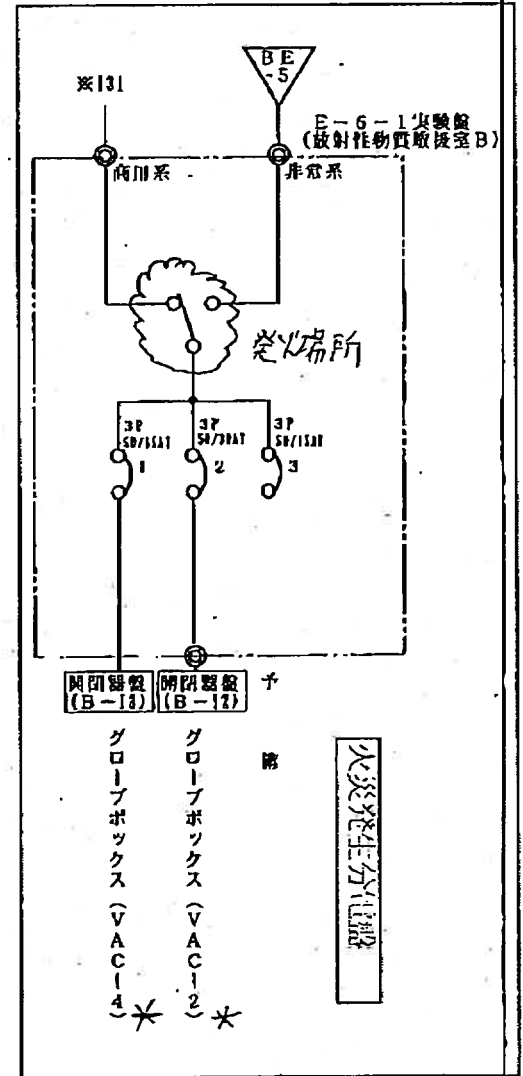 ※131
BE
-5
E-6-1実験盤
(放射性物質取扱室B)
商用系
非常系
発火場所
3P
3P
3P
1
2
3
開閉器盤
(B-13)
開閉器盤
(B-12)
予
備
グローブボックス(VAC-4)*
グローブボックス(VAC-2)*
火災発生分電盤